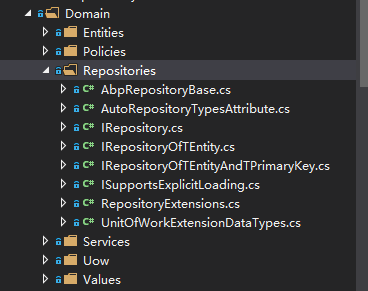 Domain
Entities
Policies
Repositories
C# AbpRepositoryBase.cs
C# AutoRepositoryTypesAttribute.cs
C# IRepository.cs
C# IRepositoryOfTEntity.cs
C# IRepositoryOfTEntityAndTPrimaryKey.cs
C# ISupportsExplicitLoading.cs
C# RepositoryExtensions.cs
C# UnitOfWorkExtensionDataTypes.cs
Services
Uow
Values